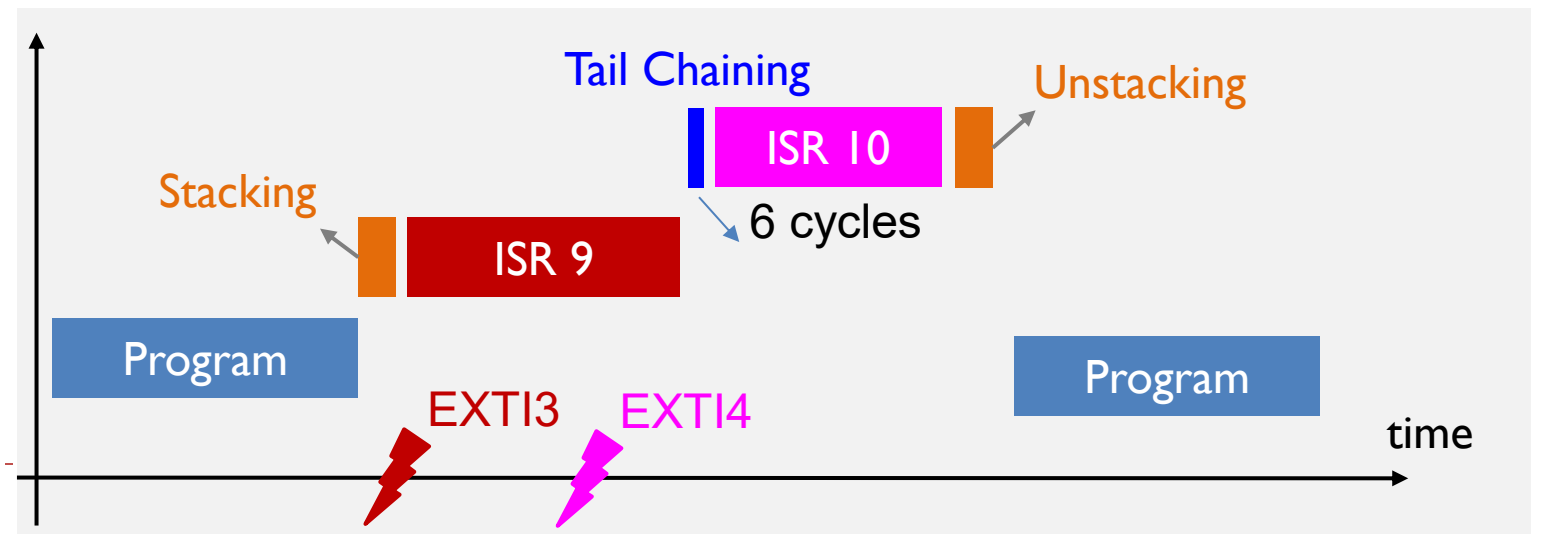 Tail Chaining
Unstacking
ISR 10
Stacking
6 cycles
ISR 9
Program
Program
EXTI3
EXTI4
time